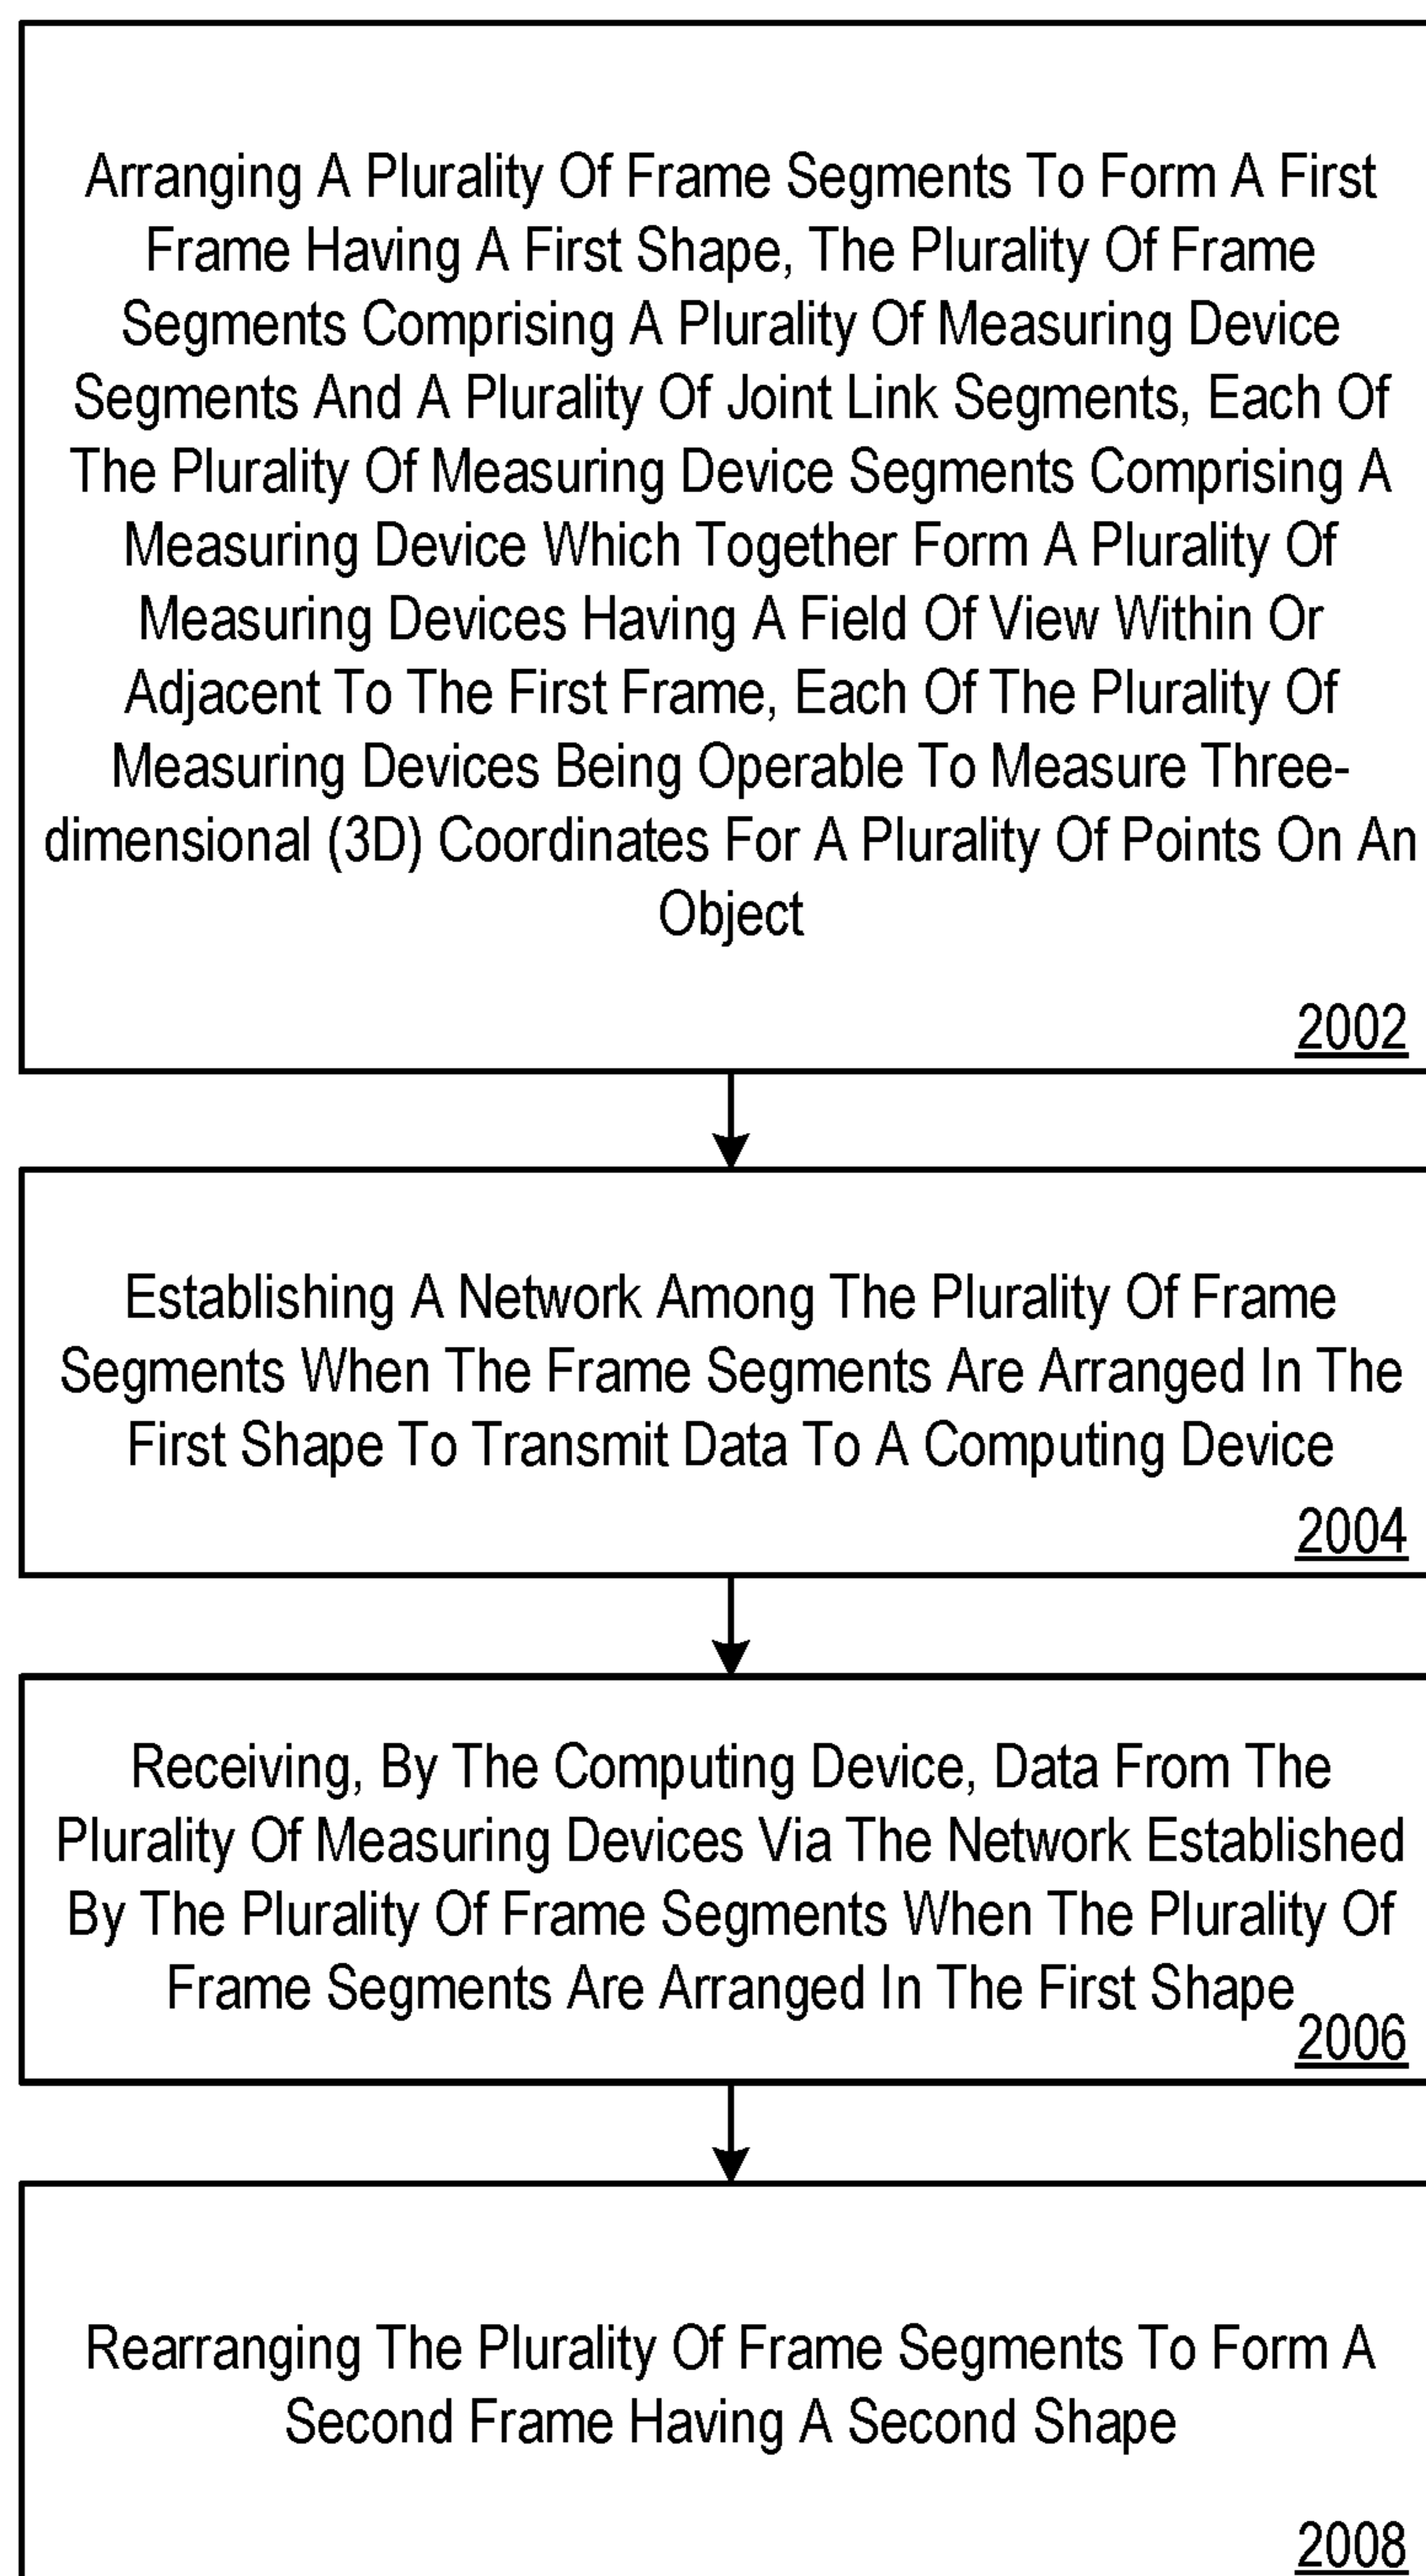 Arranging A Plurality Of Frame Segments To Form A First
Frame Having A First Shape, The Plurality Of Frame
Segments Comprising A Plurality Of Measuring Device
Segments And A Plurality Of Joint Link Segments, Each Of
The Plurality Of Measuring Device Segments Comprising A
Measuring Device Which Together Form A Plurality Of
Measuring Devices Having A Field Of View Within Or
Adjacent To The First Frame, Each Of The Plurality Of
Measuring Devices Being Operable To Measure Three-
dimensional (3D) Coordinates For A Plurality Of Points On An
Object
2002
Establishing A Network Among The Plurality Of Frame
Segments When The Frame Segments Are Arranged In The
First Shape To Transmit Data To A Computing Device
2004
Receiving, By The Computing Device, Data From The
Plurality Of Measuring Devices Via The Network Established
By The Plurality Of Frame Segments When The Plurality Of
Frame Segments Are Arranged In The First Shape
2006
Rearranging The Plurality Of Frame Segments To Form A
Second Frame Having A Second Shape
2008